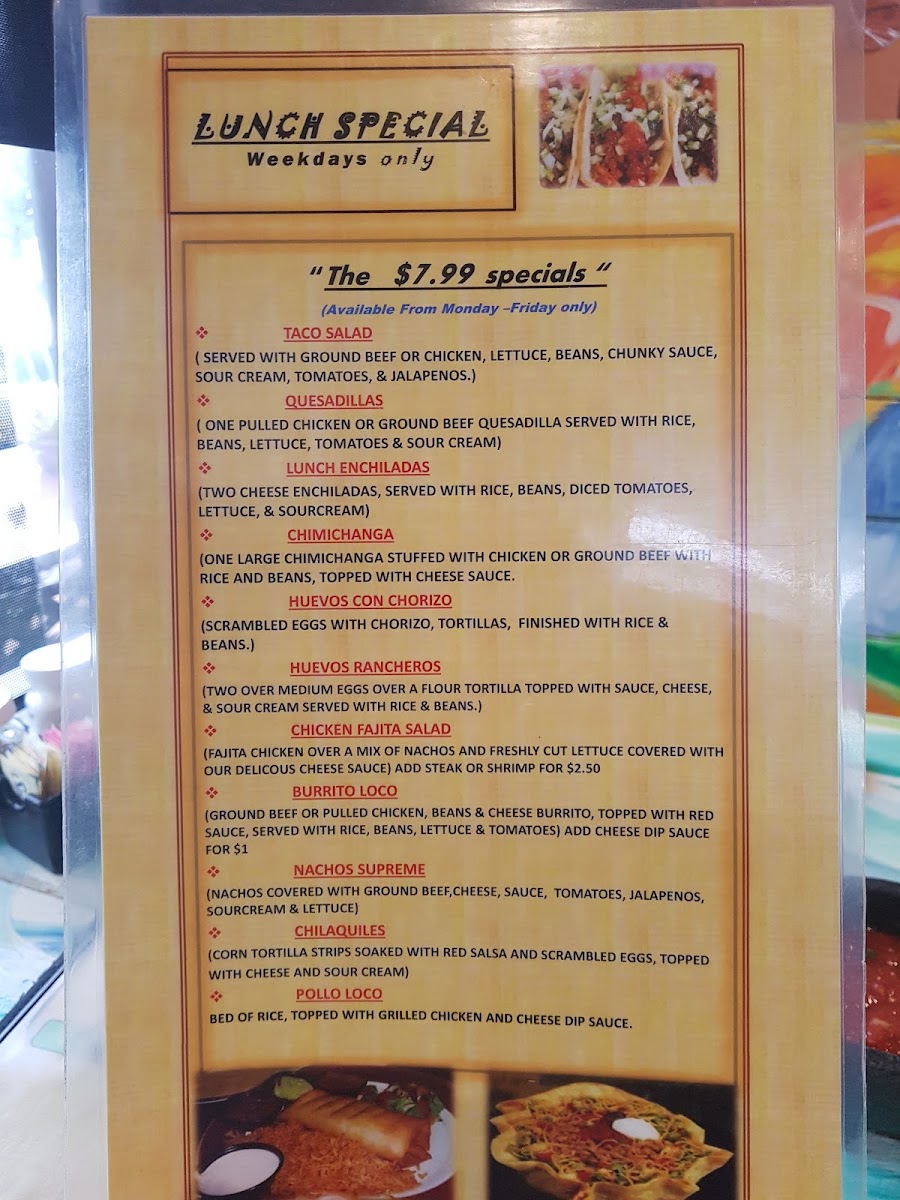 LUNCH SPECIAL
Weekdays only
"The $7.99 specials "
(Available From Monday –Friday only)
❖ TACO SALAD
( SERVED WITH GROUND BEEF OR CHICKEN, LETTUCE, BEANS, CHUNKY SAUCE,
SOUR CREAM, TOMATOES, & JALAPENOS.)
❖ QUESADILLAS
( ONE PULLED CHICKEN OR GROUND BEEF QUESADILLA SERVED WITH RICE,
BEANS, LETTUCE, TOMATOES & SOUR CREAM)
❖ LUNCH ENCHILADAS
(TWO CHEESE ENCHILADAS, SERVED WITH RICE, BEANS, DICED TOMATOES,
LETTUCE, & SOURCREAM)
❖ CHIMICHANGA
(ONE LARGE CHIMICHANGA STUFFED WITH CHICKEN OR GROUND BEEF WITH
RICE AND BEANS, TOPPED WITH CHEESE SAUCE.
❖ HUEVOS CON CHORIZO
(SCRAMBLED EGGS WITH CHORIZO, TORTILLAS, FINISHED WITH RICE &
BEANS.)
❖ HUEVOS RANCHEROS
(TWO OVER MEDIUM EGGS OVER A FLOUR TORTILLA TOPPED WITH SAUCE, CHEESE,
& SOUR CREAM SERVED WITH RICE & BEANS.)
❖ CHICKEN FAJITA SALAD
(FAJITA CHICKEN OVER A MIX OF NACHOS AND FRESHLY CUT LETTUCE COVERED WITH
OUR DELICOUS CHEESE SAUCE) ADD STEAK OR SHRIMP FOR $2.50
❖ BURRITO LOCO
(GROUND BEEF OR PULLED CHICKEN, BEANS & CHEESE BURRITO, TOPPED WITH RED
SAUCE, SERVED WITH RICE, BEANS, LETTUCE & TOMATOES) ADD CHEESE DIP SAUCE
FOR $1
❖ NACHOS SUPREME
(NACHOS COVERED WITH GROUND BEEF,CHEESE, SAUCE, TOMATOES, JALAPENOS,
SOURCREAM & LETTUCE)
❖ CHILAQUILES
(CORN TORTILLA STRIPS SOAKED WITH RED SALSA AND SCRAMBLED EGGS, TOPPED
WITH CHEESE AND SOUR CREAM)
❖ POLLO LOCO
BED OF RICE, TOPPED WITH GRILLED CHICKEN AND CHEESE DIP SAUCE.